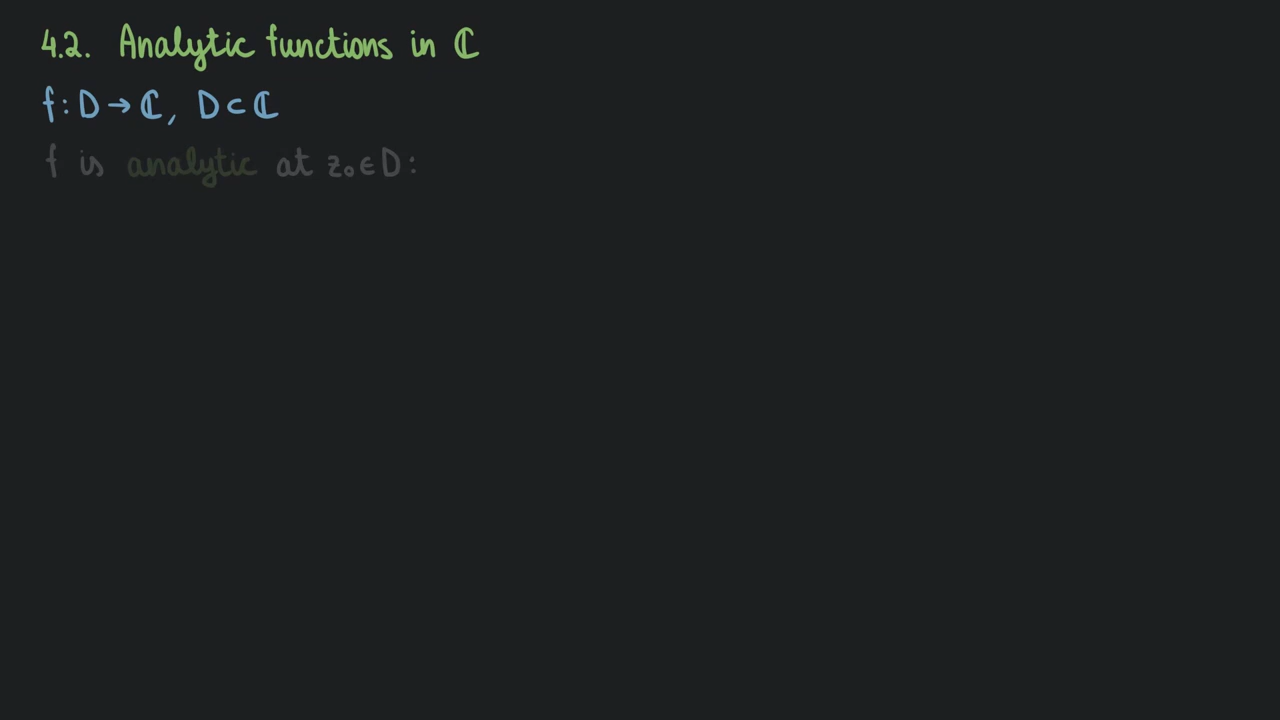 4.2. Analytic functions in ℂ
f: D → ℂ, D ⊂ ℂ
f is analytic at z₀ ∈ D: